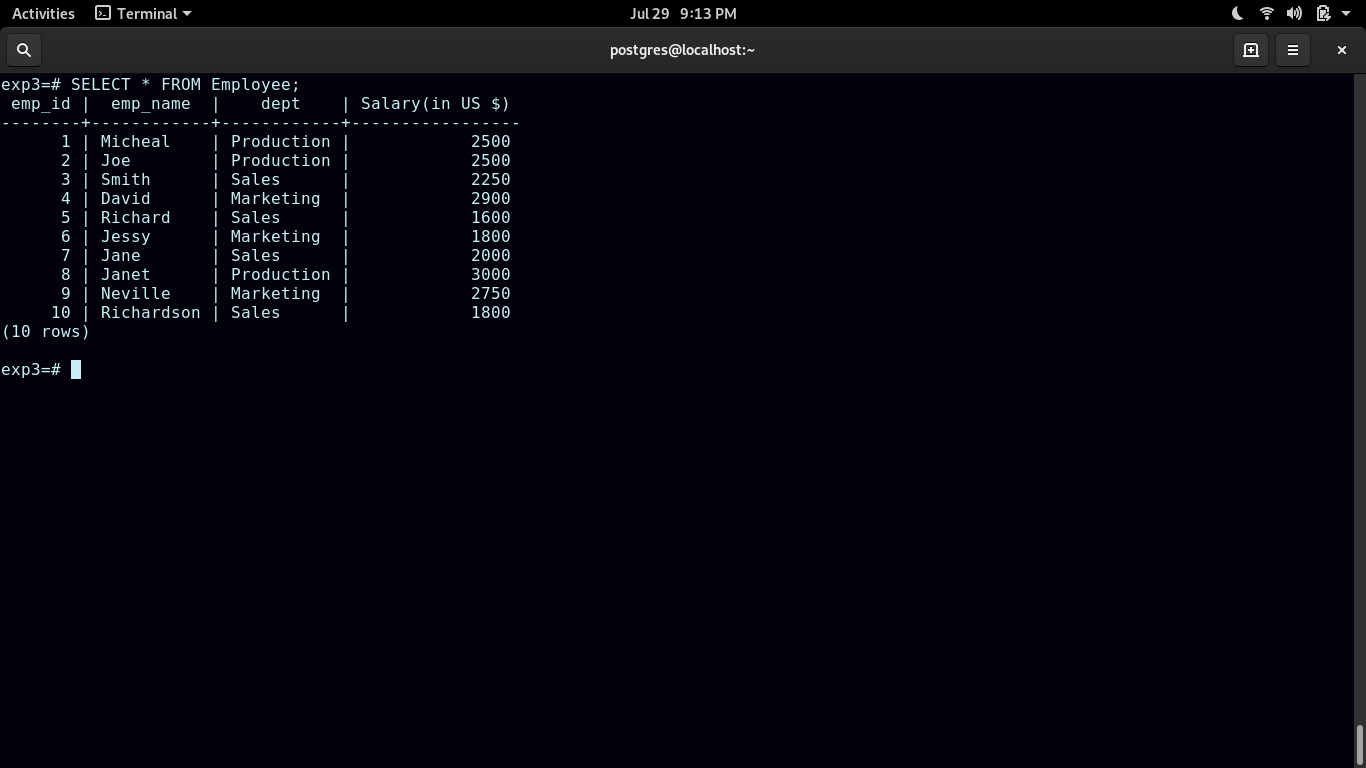 Activities Terminal Jul 29 9:13 PM
postgres@localhost:~
exp3=# SELECT * FROM Employee;
 emp_id |  emp_name  |    dept    | Salary(in US $)
--------+------------+------------+-----------------
      1 | Micheal    | Production |            2500
      2 | Joe        | Production |            2500
      3 | Smith      | Sales      |            2250
      4 | David      | Marketing  |            2900
      5 | Richard    | Sales      |            1600
      6 | Jessy      | Marketing  |            1800
      7 | Jane       | Sales      |            2000
      8 | Janet      | Production |            3000
      9 | Neville    | Marketing  |            2750
     10 | Richardson | Sales      |            1800
(10 rows)
exp3=#